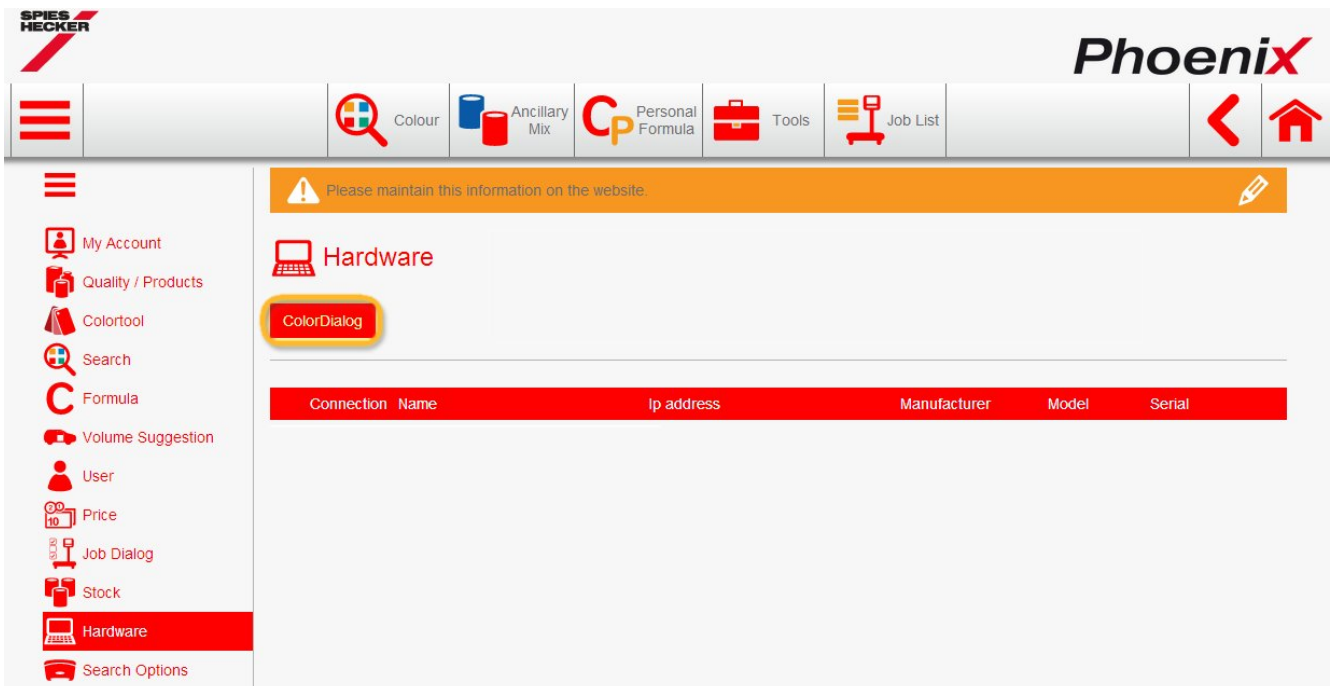 SPIES
HECKER
Phoenix
Colour
Ancillary
Mix
Personal
Formula
Tools
Job List
Please maintain this information on the website.
My Account
Quality / Products
Colortool
Search
Formula
Volume Suggestion
User
Price
Job Dialog
Stock
Hardware
Search Options
Hardware
ColorDialog
Connection Name Ip address Manufacturer Model Serial